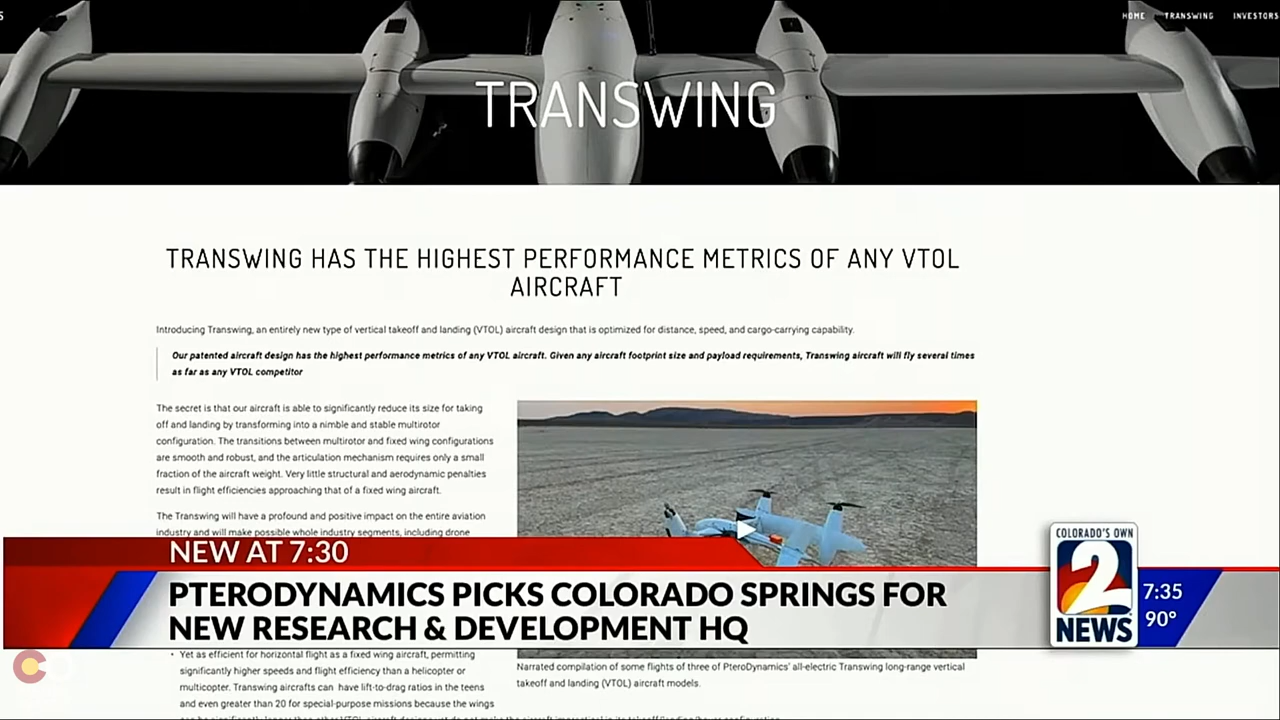 S
HOME TRANSWING INVESTORS
TRANSWING
TRANSWING HAS THE HIGHEST PERFORMANCE METRICS OF ANY VTOL
AIRCRAFT
Introducing Transwing, an entirely new type of vertical takeoff and landing (VTOL) aircraft design that is optimized for distance, speed, and cargo-carrying capability.
Our patented aircraft design has the highest performance metrics of any VTOL aircraft. Given any aircraft footprint size and payload requirements, Transwing aircraft will fly several times
as far as any VTOL competitor
The secret is that our aircraft is able to significantly reduce its size for taking
off and landing by transforming into a nimble and stable multirotor
configuration. The transitions between multirotor and fixed wing configurations
are smooth and robust, and the articulation mechanism requires only a small
fraction of the aircraft weight. Very little structural and aerodynamic penalties
result in flight efficiencies approaching that of a fixed wing aircraft.
The Transwing will have a profound and positive impact on the entire aviation
industry and will make possible whole industry segments, including drone
NEW AT 7:30
PTERODYNAMICS PICKS COLORADO SPRINGS FOR
NEW RESEARCH & DEVELOPMENT HQ
COLORADO'S OWN
2
NEWS
7:35
90°
• Yet as efficient for horizontal flight as a fixed wing aircraft, permitting
significantly higher speeds and flight efficiency than a helicopter or
multicopter. Transwing aircrafts can have lift-to-drag ratios in the teens
and even greater than 20 for special-purpose missions because the wings
Narrated compilation of some flights of three of PteroDynamics' all-electric Transwing long-range vertical
takeoff and landing (VTOL) aircraft models.